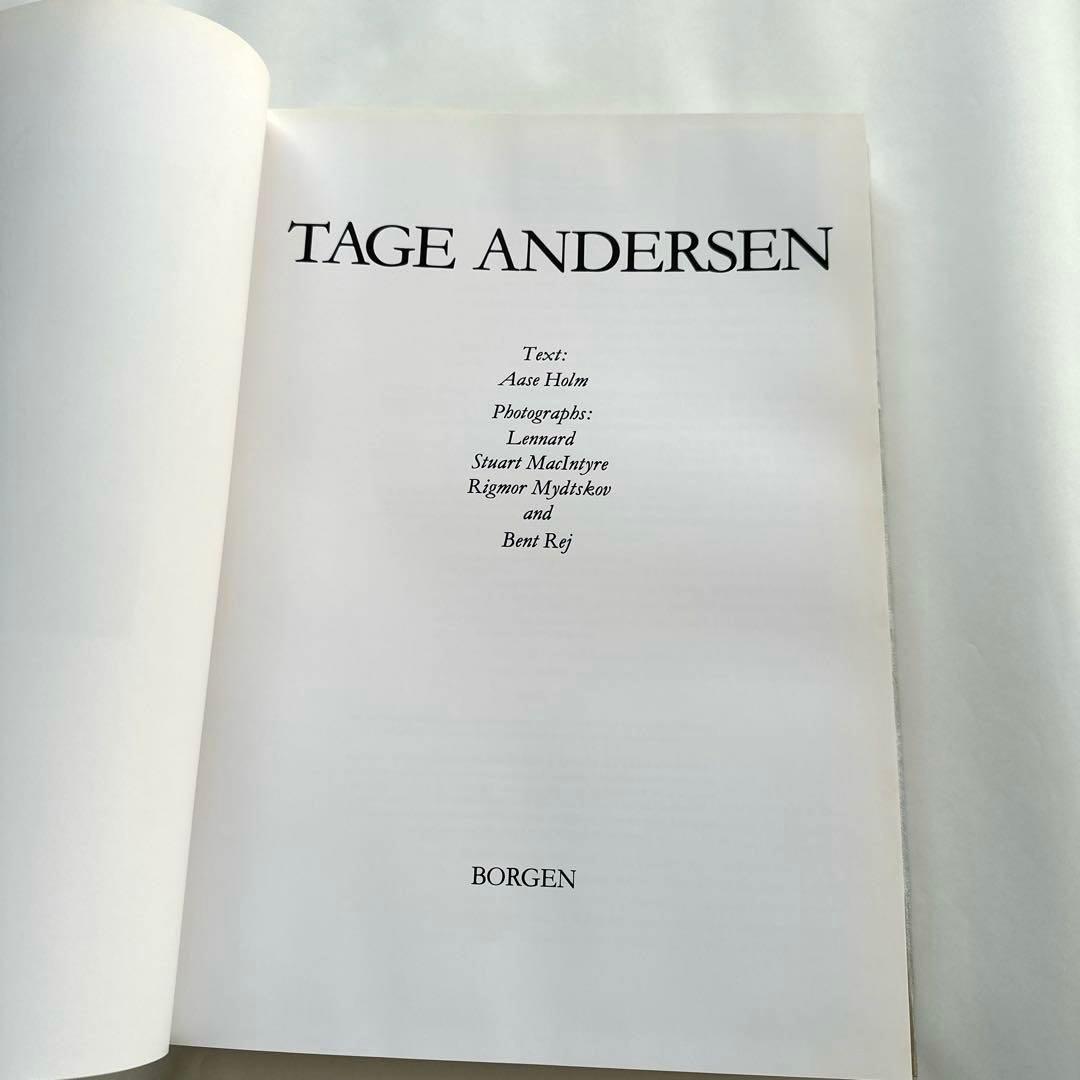 TAGE ANDERSEN
Text:
Aase Holm
Photographs:
Lennard
Stuart MacIntyre
Rigmor Mydtskov
and
Bent Rej
BORGEN